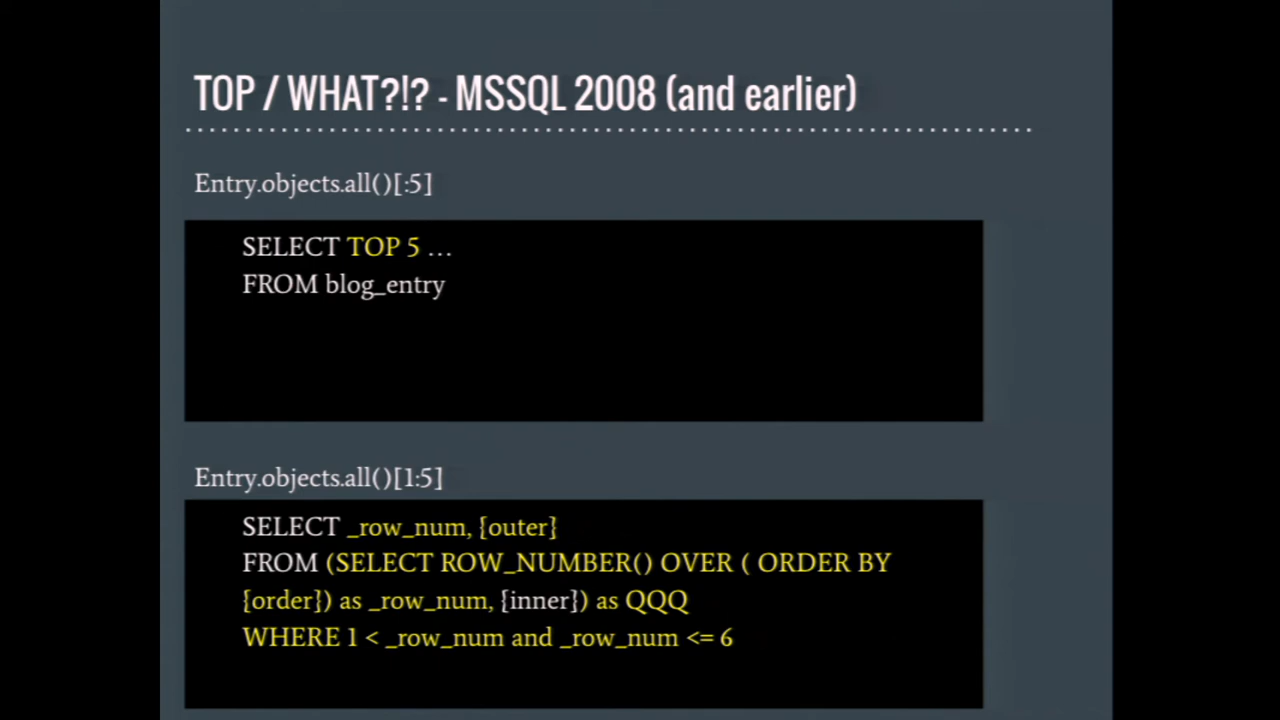 TOP / WHAT?!? - MSSQL 2008 (and earlier)
Entry.objects.all()[:5]
SELECT TOP 5 …
FROM blog_entry
Entry.objects.all()[1:5]
SELECT _row_num, {outer}
FROM (SELECT ROW_NUMBER() OVER ( ORDER BY
{order}) as _row_num, {inner}) as QQQ
WHERE 1 < _row_num and _row_num <= 6